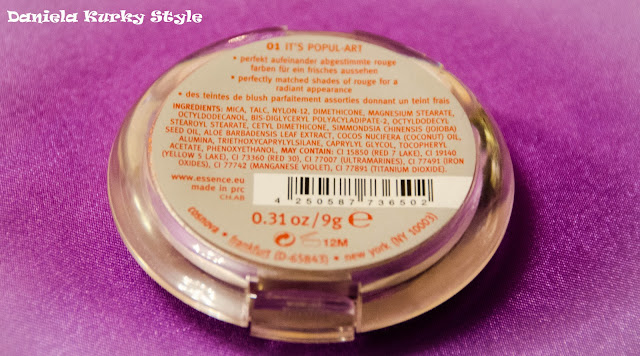 Daniela Kurky Style
01 IT'S POPUL-ART
• perfekt aufeinander abgestimmte rouge
farben für ein frisches aussehen
• perfectly matched shades of rouge for a
radiant appearance
• des teintes de blush parfaitement assorties donnant un teint frais
INGREDIENTS: MICA, TALC, NYLON-12, DIMETHICONE, MAGNESIUM STEARATE,
OCTYLDODECANOL, BIS-DIGLYCERYL POLYACYLADIPATE-2, OCTYLDODECYL
STEAROYL STEARATE, CETYL DIMETHICONE, SIMMONDSIA CHINENSIS (JOJOBA)
SEED OIL, ALOE BARBADENSIS LEAF EXTRACT, COCOS NUCIFERA (COCONUT) OIL,
ALUMINA, TRIETHOXYCAPRYLYLSILANE, CAPRYLYL GLYCOL, TOCOPHERYL
ACETATE, PHENOXYETHANOL, MAY CONTAIN: CI 15850 (RED 7 LAKE), CI 19140
(YELLOW 5 LAKE), CI 73360 (RED 30), CI 77007 (ULTRAMARINES), CI 77491 (IRON
OXIDES), CI 77742 (MANGANESE VIOLET), CI 77891 (TITANIUM DIOXIDE).
www.essence.eu
made in prc
CH.AB
4 250587 736502
0.31 oz/9g e
12M
cosnova • frankfurt (D-65843) • new york (NY 10003)